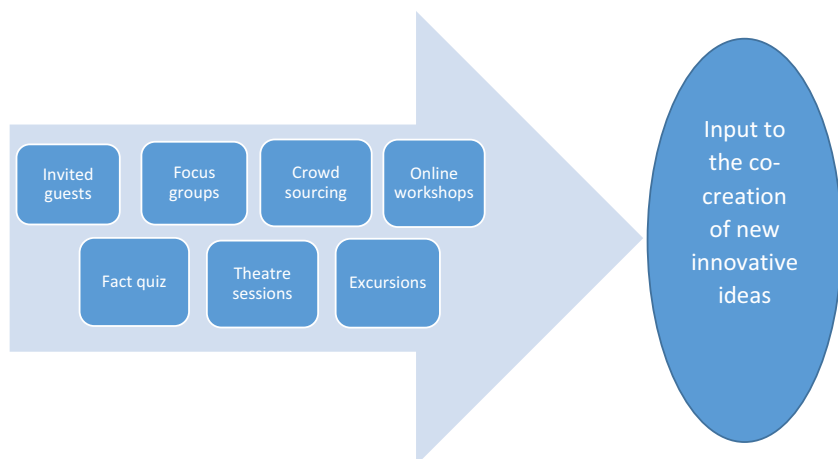 Invited
guests
Focus
groups
Crowd
sourcing
Online
workshops
Fact quiz
Theatre
sessions
Excursions
Input to
the co-
creation
of new
innovative
ideas